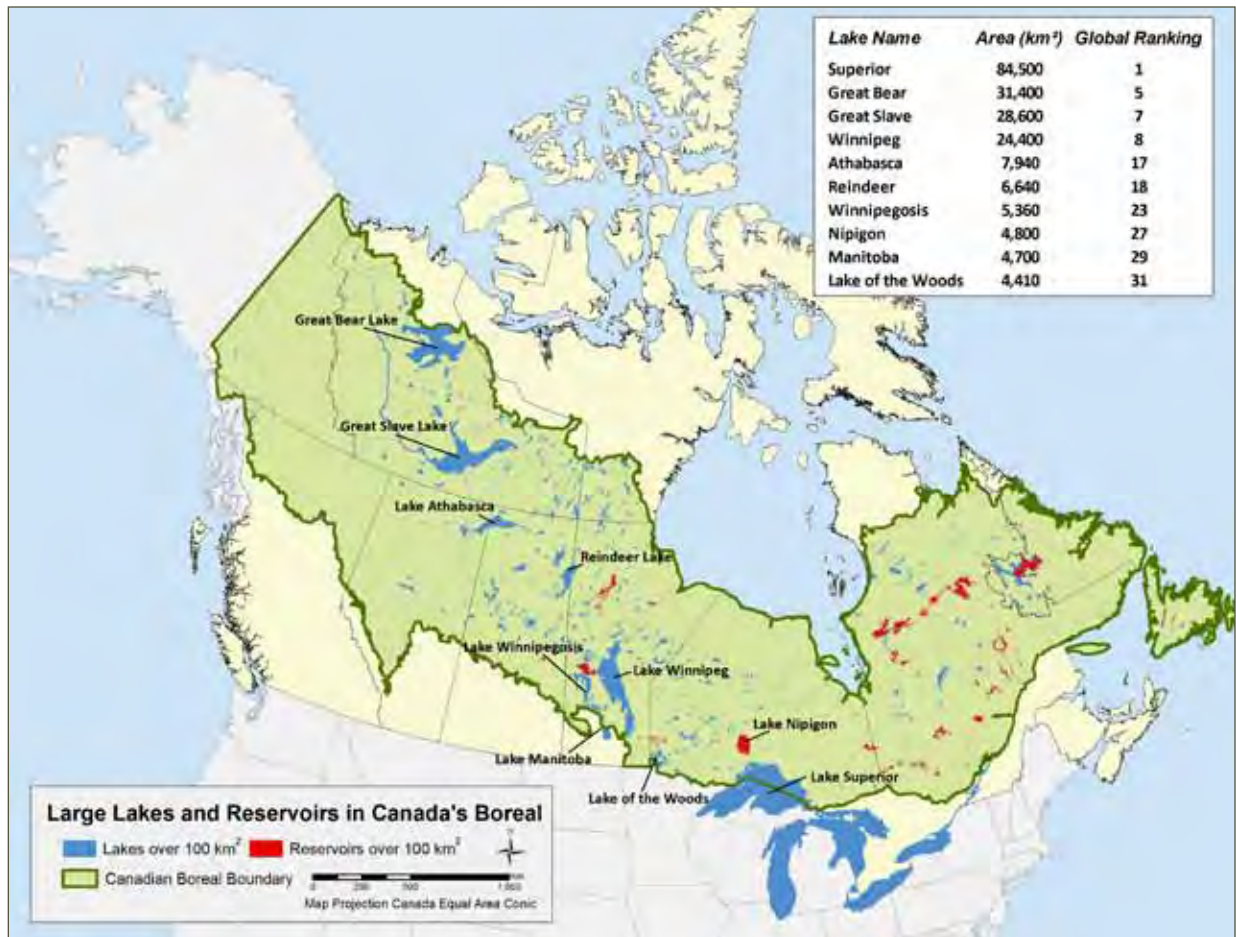 Lake Name Area (km²) Global Ranking
Superior 84,500 1
Great Bear 31,400 5
Great Slave 28,600 7
Winnipeg 24,400 8
Athabasca 7,940 17
Reindeer 6,640 18
Winnipegosis 5,360 23
Nipigon 4,800 27
Manitoba 4,700 29
Lake of the Woods 4,410 31
Great Bear Lake
Great Slave Lake
Lake Athabasca
Reindeer Lake
Lake Winnipegosis
Lake Winnipeg
Lake Nipigon
Lake Manitoba
Lake Superior
Lake of the Woods
Large Lakes and Reservoirs in Canada's Boreal
Lakes over 100 km² Reservoirs over 100 km²
Canadian Boreal Boundary
0
500
Map Projection Canada Equal Area Conic